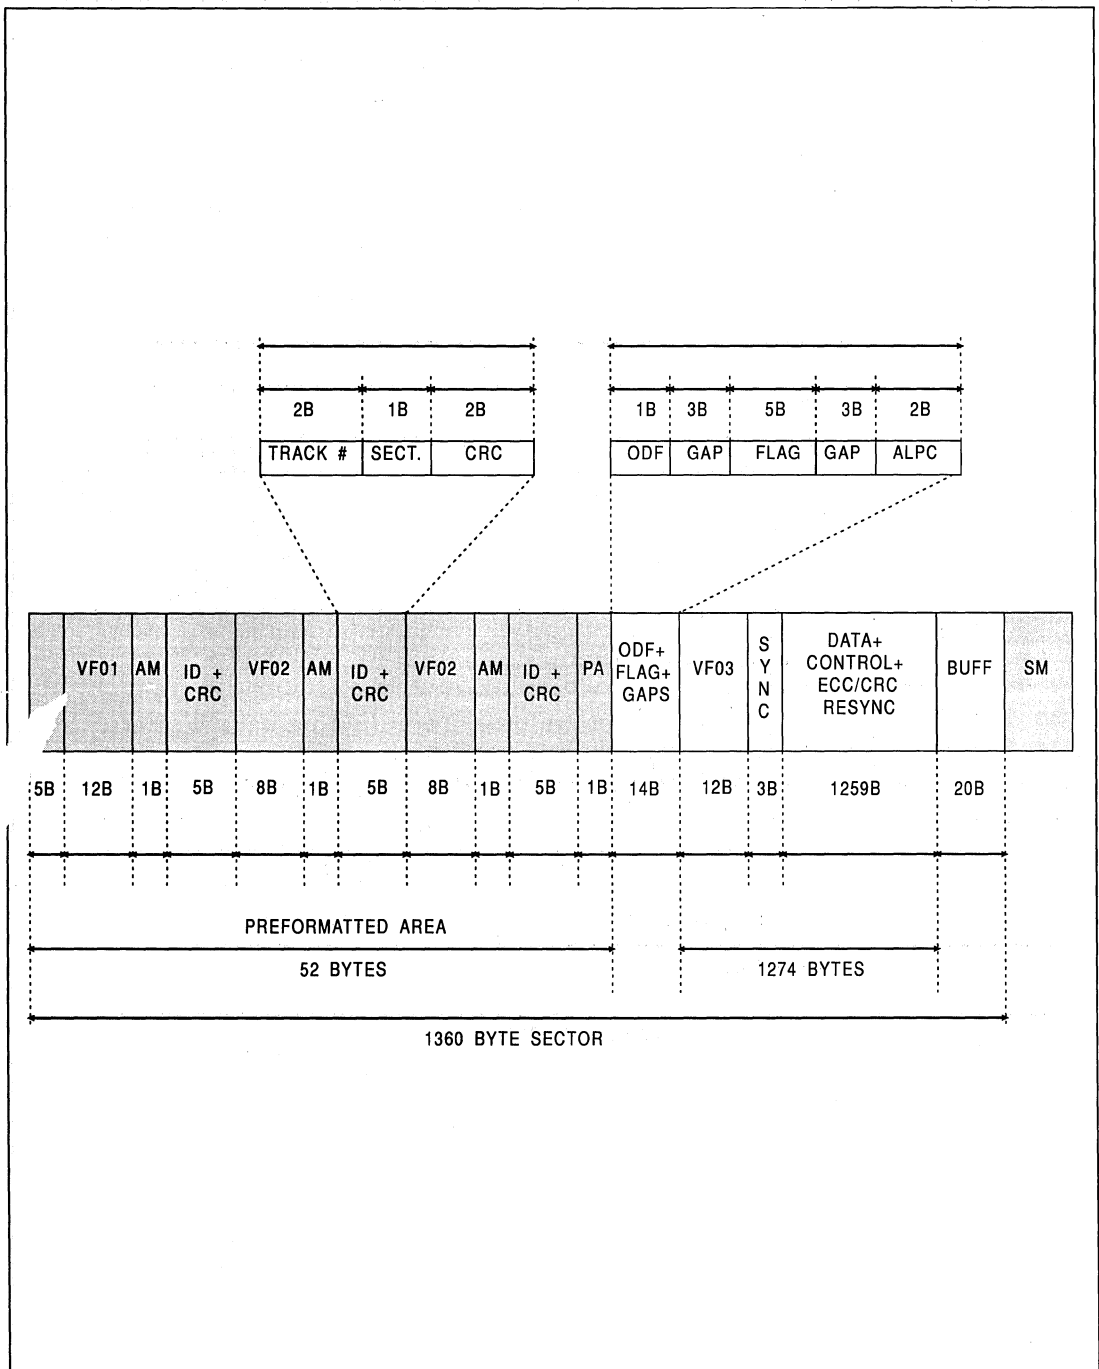 2B 1B 2B 1B 3B 5B 3B 2B
TRACK # SECT. CRC ODF GAP FLAG GAP ALPC
VF01 AM ID + CRC VF02 AM ID + CRC VF02 AM ID + CRC PA ODF+ FLAG+ GAPS VF03 SYNC DATA+ CONTROL+ ECC/CRC RESYNC BUFF SM
5B 12B 1B 5B 8B 1B 5B 8B 1B 5B 1B 14B 12B 3B 1259B 20B
PREFORMATTED AREA
52 BYTES 1274 BYTES
1360 BYTE SECTOR